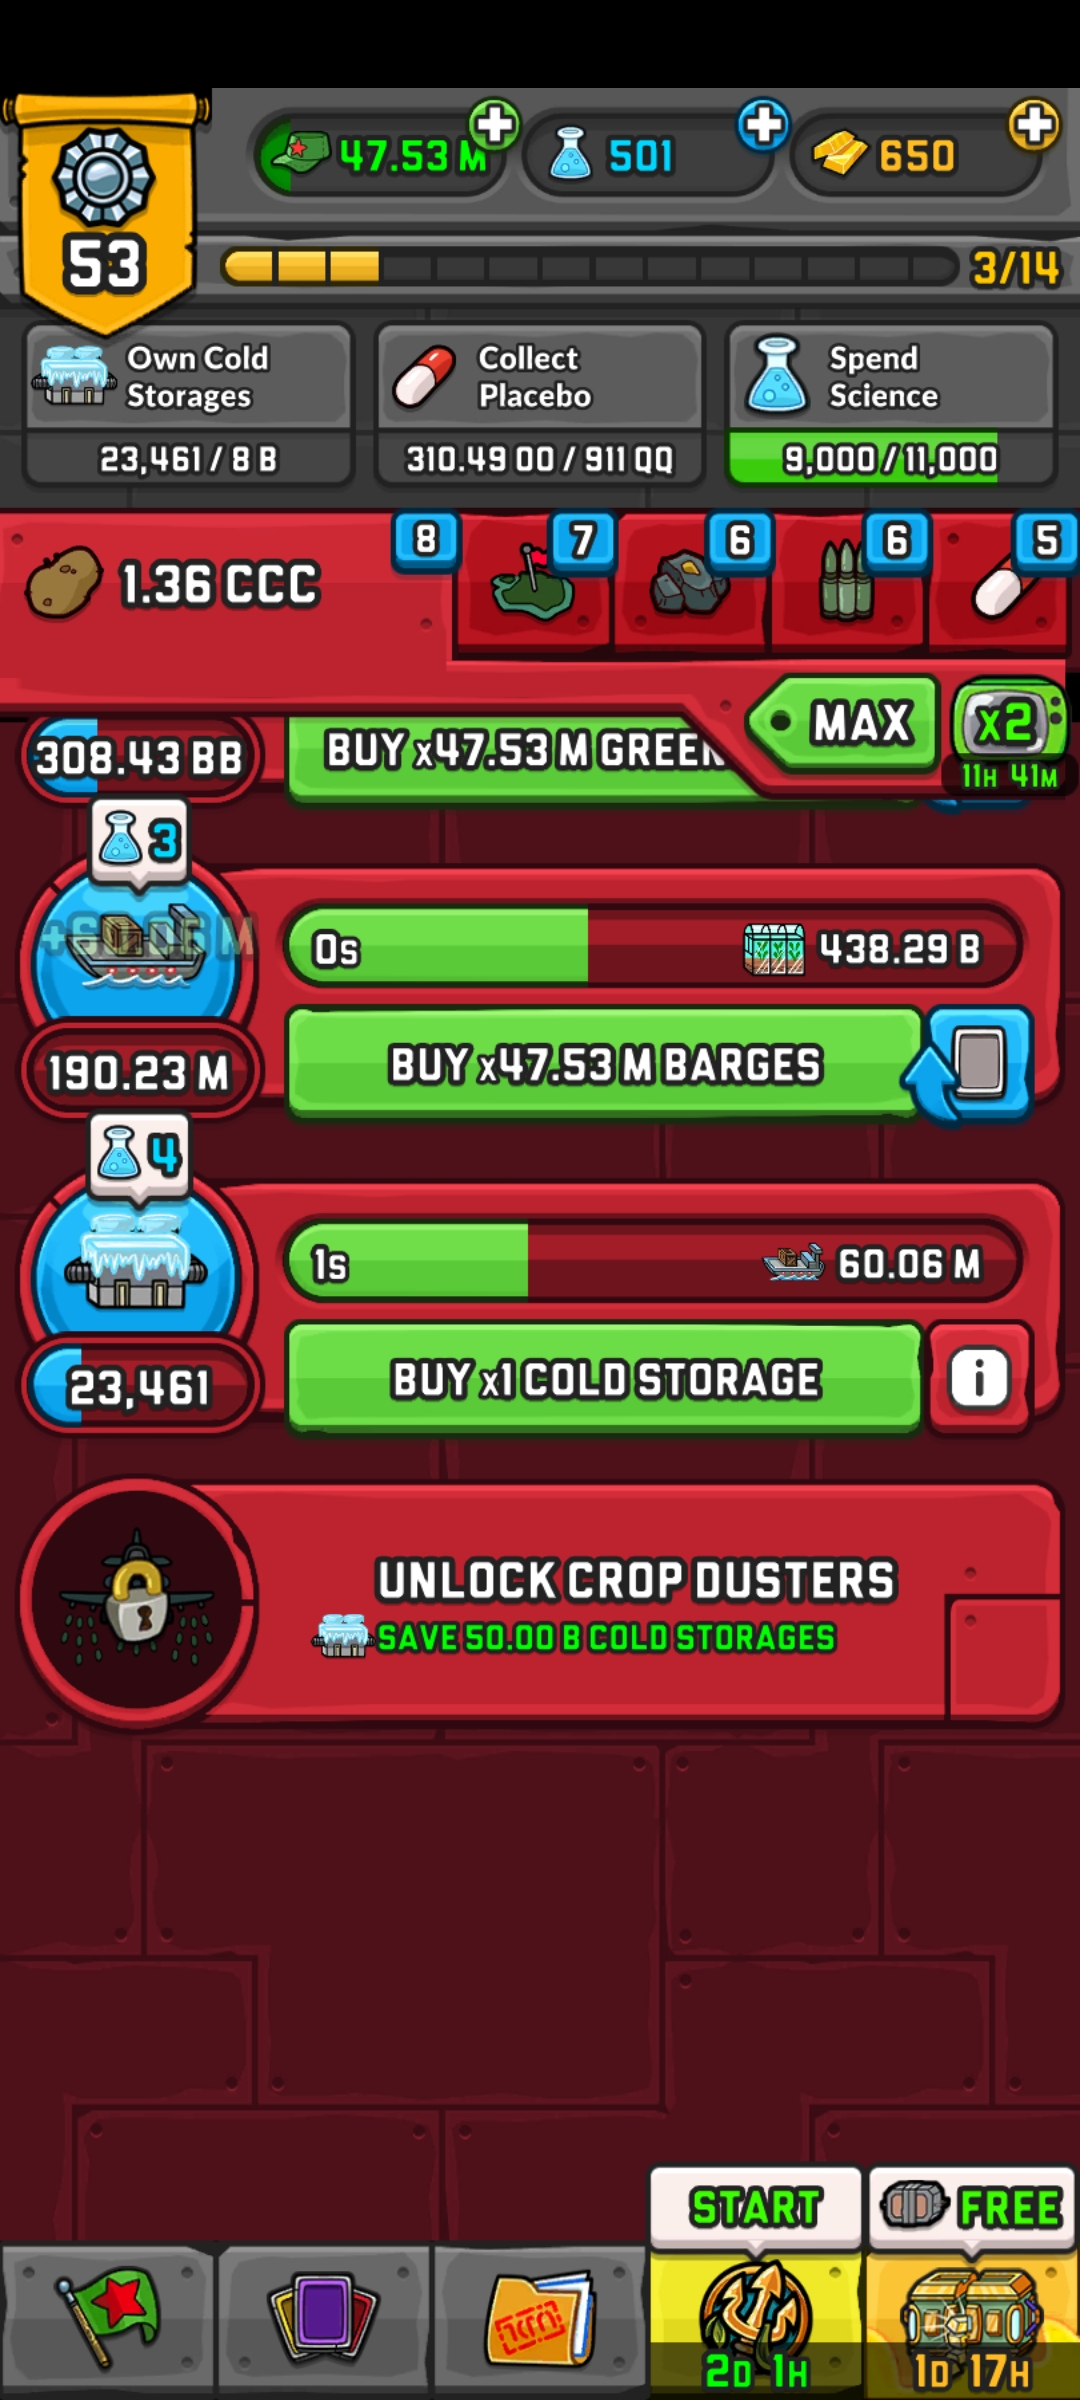 47.53 M
501
650
53
3/14
Own Cold
Storages
23,461 / 8 B
Collect
Placebo
310.49 OO / 911 QQ
Spend
Science
9,000 / 11,000
1.36 CCC
8
7
6
6
5
MAX
X2
11H 41M
308.43 BB
BUY x47.53 M GREEN
3
0s
438.29 B
190.23 M
BUY x47.53 M BARGES
4
1s
60.06 M
23,461
BUY x1 COLD STORAGE
i
UNLOCK CROP DUSTERS
SAVE 50.00 B COLD STORAGES
START
FREE
2D 1H
1D 17H